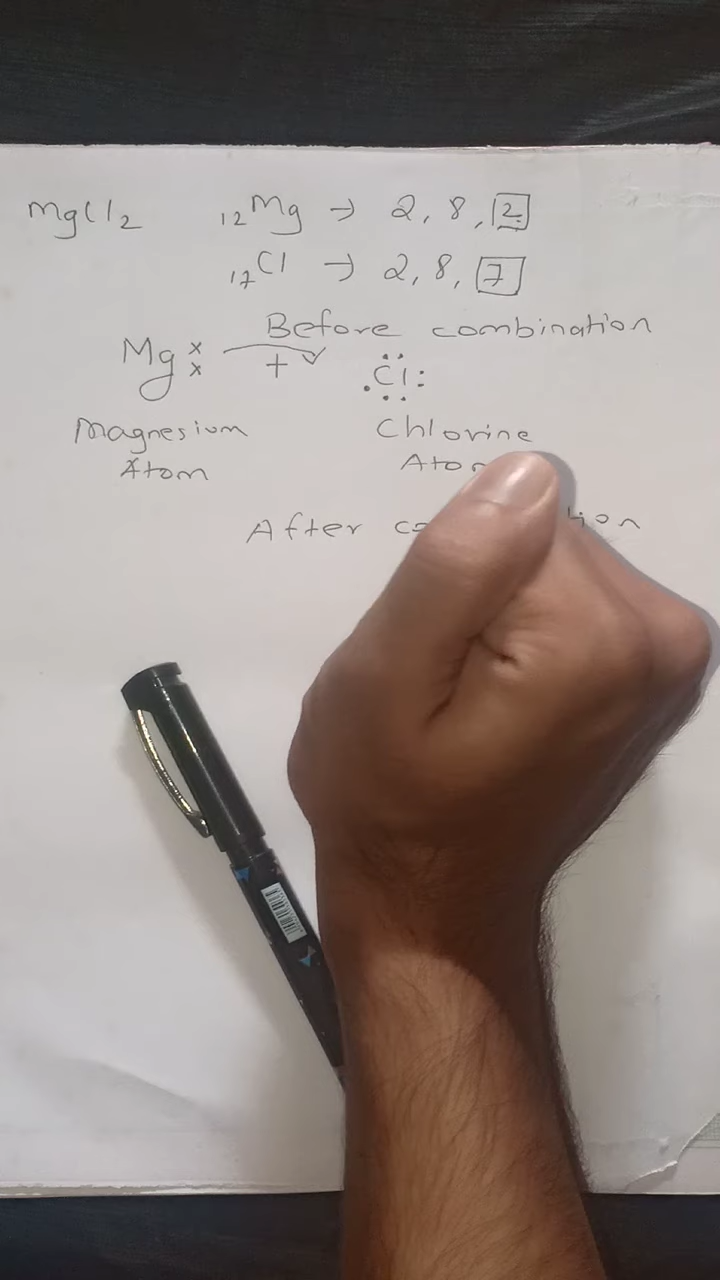 MgCl2 12Mg → 2, 8, 2
17Cl → 2, 8, 7
Before combination
Mg ×× + Cl
Magnesium Chlorine
Atom
After